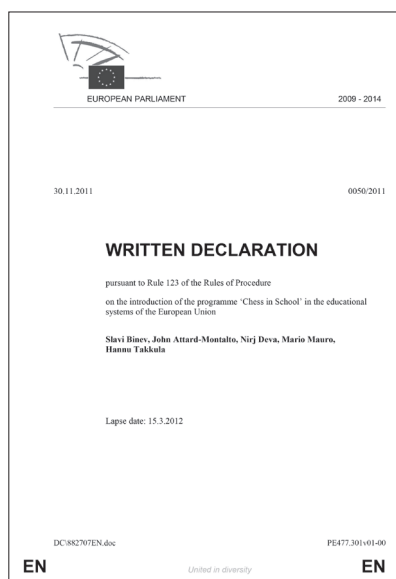 EUROPEAN PARLIAMENT 2009 - 2014
30.11.2011 0050/2011
WRITTEN DECLARATION
pursuant to Rule 123 of the Rules of Procedure
on the introduction of the programme ‘Chess in School’ in the educational
systems of the European Union
Slavi Binev, John Attard-Montalto, Nirj Deva, Mario Mauro,
Hannu Takkula
Lapse date: 15.3.2012
DC\882707EN.doc PE477.301v01-00
EN United in diversity EN